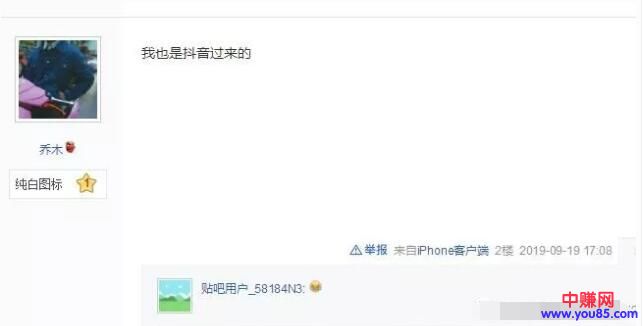 我也是抖音过来的
乔木
纯白图标 1
举报 来自iPhone客户端 2楼 2019-09-19 17:08
贴吧用户_58184N3:
中赚网
www.you85.com